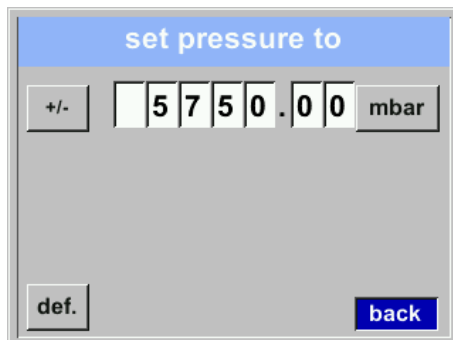 set pressure to
+/- 5750.00 mbar
def. back